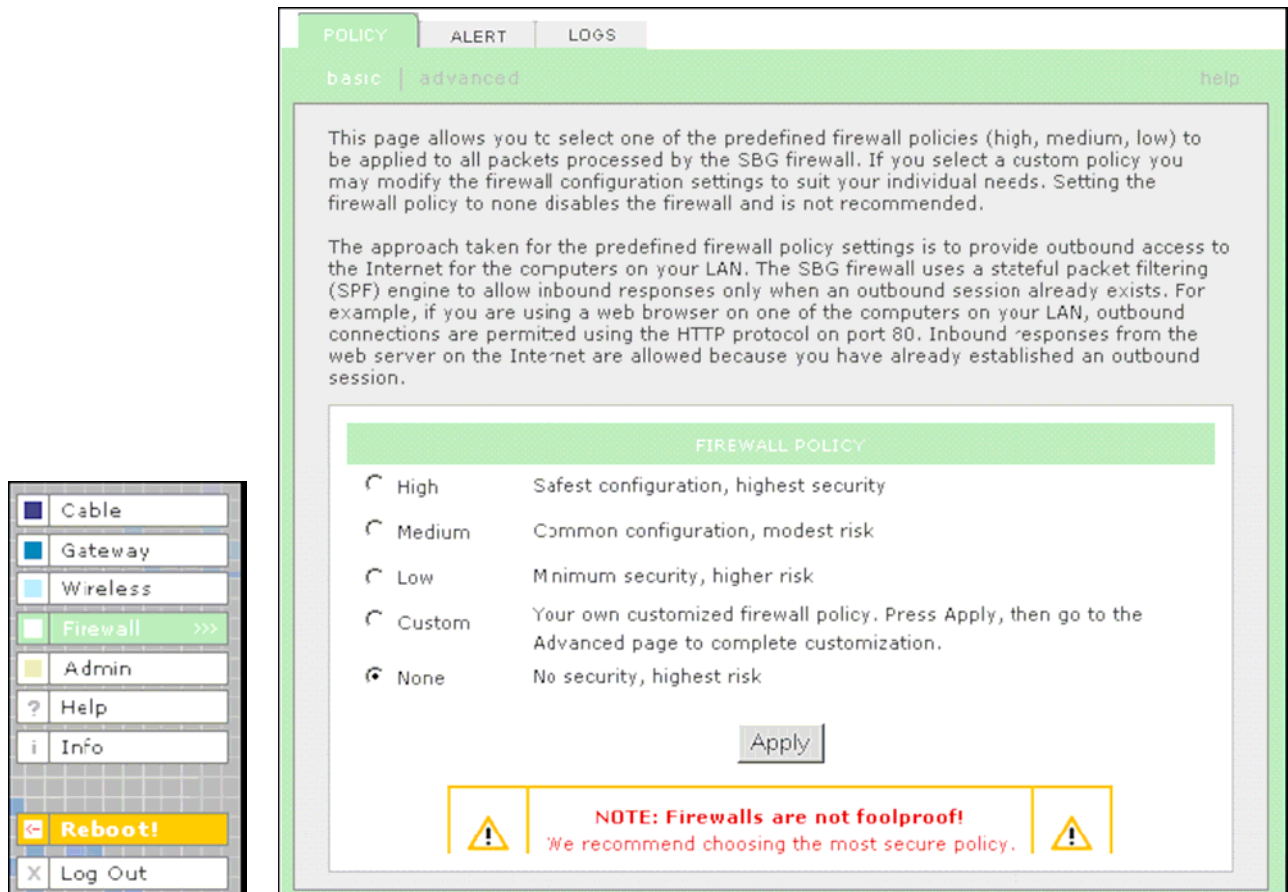 POLICY
ALERT
LOGS
basic | advanced
help
This page allows you to select one of the predefined firewall policies (high, medium, low) to
be applied to all packets processed by the SBG firewall. If you select a custom policy you
may modify the firewall configuration settings to suit your individual needs. Setting the
firewall policy to none disables the firewall and is not recommended.
The approach taken for the predefined firewall policy settings is to provide outbound access to
the Internet for the computers on your LAN. The SBG firewall uses a stateful packet filtering
(SPF) engine to allow inbound responses only when an outbound session already exists. For
example, if you are using a web browser on one of the computers on your LAN, outbound
connections are permitted using the HTTP protocol on port 80. Inbound responses from the
web server on the Internet are allowed because you have already established an outbound
session.
FIREWALL POLICY
High Safest configuration, highest security
Medium Common configuration, modest risk
Low Minimum security, higher risk
Custom Your own customized firewall policy. Press Apply, then go to the
Advanced page to complete customization.
None No security, highest risk
Apply
NOTE: Firewalls are not foolproof!
We recommend choosing the most secure policy.
Cable
Gateway
Wireless
Firewall >>>
Admin
? Help
i Info
<- Reboot!
X Log Out